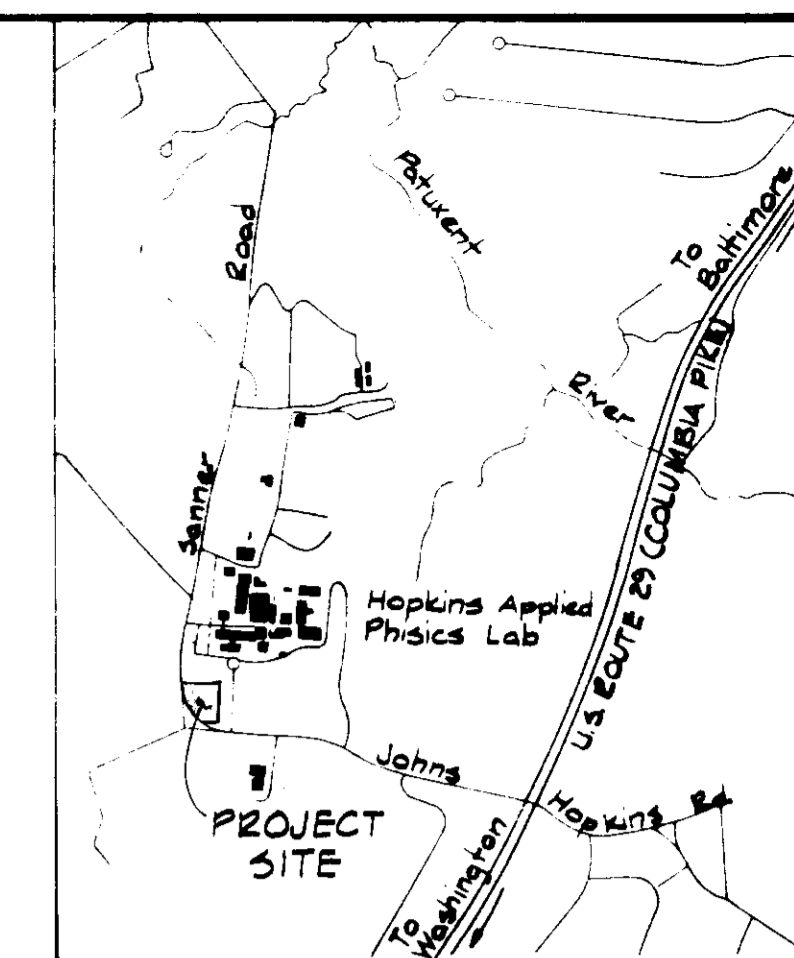 Patuxent
Road
To
Baltimore
River
Sanner
U.S. ROUTE 29 (COLUMBIA PIKE)
Hopkins Applied
Phisics Lab
Johns
Hopkins Rd
PROJECT
SITE
To
Washington